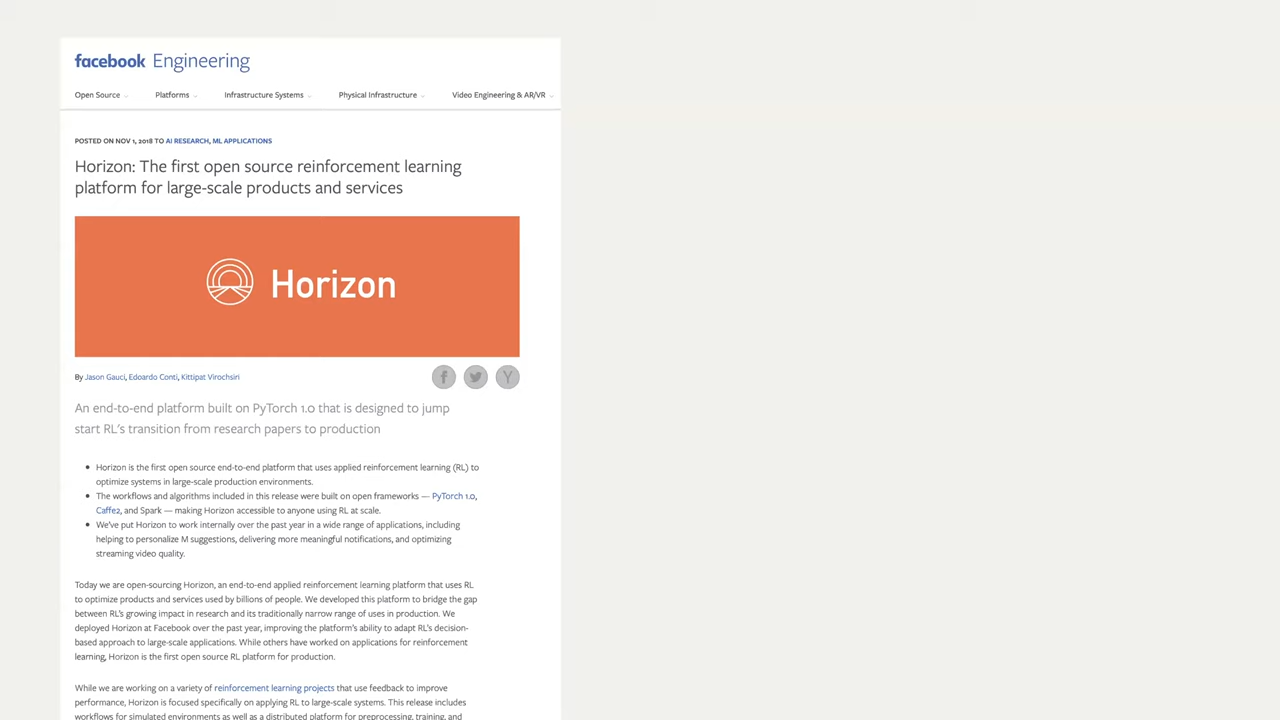 facebook Engineering
Open Source Platforms Infrastructure Systems Physical Infrastructure Video Engineering & AR/VR
POSTED ON NOV 1, 2018 TO AI RESEARCH, ML APPLICATIONS
Horizon: The first open source reinforcement learning
platform for large-scale products and services
Horizon
By Jason Gauci, Edoardo Conti, Kittipat Virochsiri
An end-to-end platform built on PyTorch 1.0 that is designed to jump
start RL's transition from research papers to production
• Horizon is the first open source end-to-end platform that uses applied reinforcement learning (RL) to
optimize systems in large-scale production environments.
• The workflows and algorithms included in this release were built on open frameworks — PyTorch 1.0,
Caffe2, and Spark — making Horizon accessible to anyone using RL at scale.
• We've put Horizon to work internally over the past year in a wide range of applications, including
helping to personalize M suggestions, delivering more meaningful notifications, and optimizing
streaming video quality.
Today we are open-sourcing Horizon, an end-to-end applied reinforcement learning platform that uses RL
to optimize products and services used by billions of people. We developed this platform to bridge the gap
between RL's growing impact in research and its traditionally narrow range of uses in production. We
deployed Horizon at Facebook over the past year, improving the platform's ability to adapt RL's decision-
based approach to large-scale applications. While others have worked on applications for reinforcement
learning, Horizon is the first open source RL platform for production.
While we are working on a variety of reinforcement learning projects that use feedback to improve
performance, Horizon is focused specifically on applying RL to large-scale systems. This release includes
workflows for simulated environments as well as a distributed platform for preprocessing, training, and